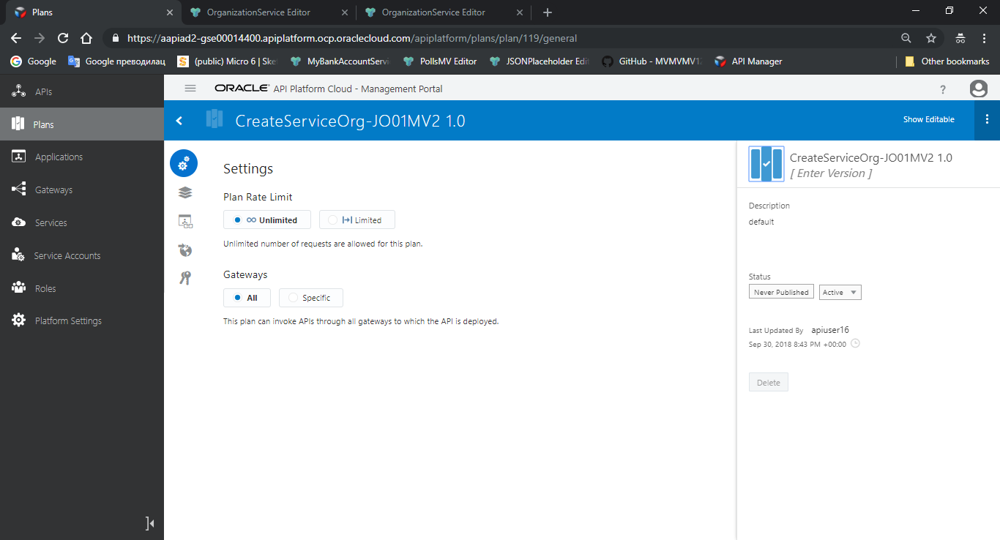 Plans
OrganizationService Editor
OrganizationService Editor
https://aapiad2-gse00014400.apiplatform.ocp.oraclecloud.com/apiplatform/plans/plan/119/general
Google
Google преводилац
(public) Micro 6 | Ske
MyBankAccountServi
PollsMV Editor
JSONPlaceholder Edit
GitHub - MVMVMV12
API Manager
Other bookmarks
APIs
Plans
Applications
Gateways
Services
Service Accounts
Roles
Platform Settings
ORACLE API Platform Cloud - Management Portal
?
CreateServiceOrg-JO01MV2 1.0
Show Editable
Settings
Plan Rate Limit
Unlimited
Limited
Unlimited number of requests are allowed for this plan.
Gateways
All
Specific
This plan can invoke APIs through all gateways to which the API is deployed.
CreateServiceOrg-JO01MV2 1.0
[ Enter Version ]
Description
default
Status
Never Published
Active
Last Updated By apiuser16
Sep 30, 2018 8:43 PM +00:00
Delete